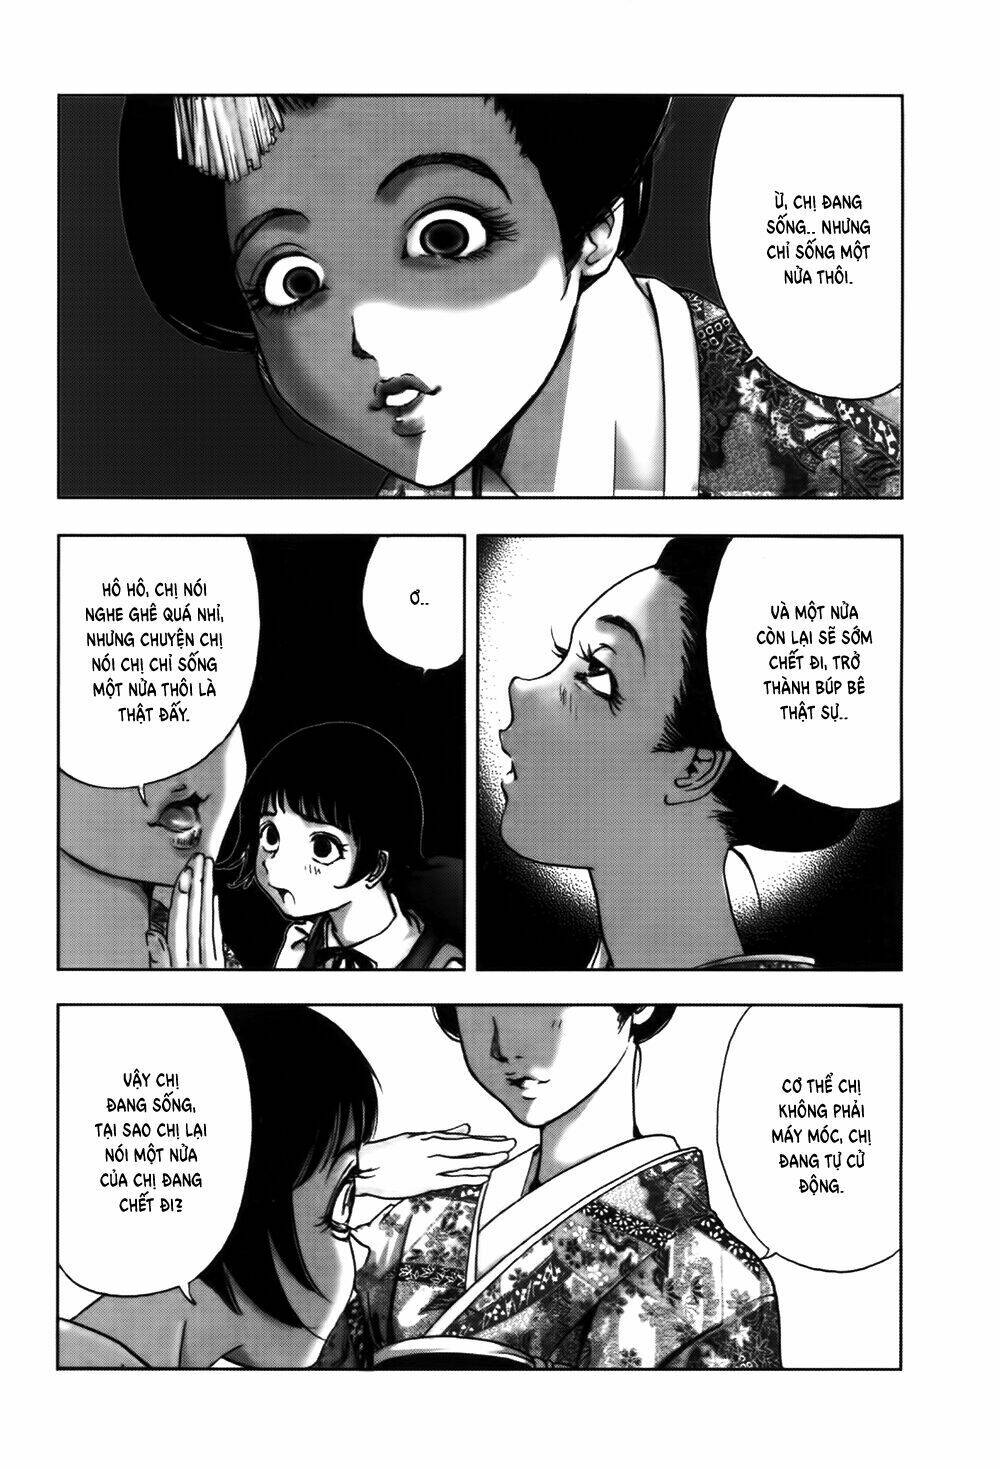 Ừ, CHỊ ĐANG
SỐNG.. NHƯNG
CHỈ SỐNG MỘT
NỬA THÔI.
VÀ MỘT NỬA
CÒN LẠI SẼ SỚM
CHẾT ĐI, TRỞ
THÀNH BÚP BÊ
THẬT SỰ..
Ơ..
HÔ HÔ, CHỊ NÓI
NGHE GHÊ QUÁ NHỈ,
NHƯNG CHUYỆN CHỊ
NÓI CHỊ CHỈ SỐNG
MỘT NỬA THÔI LÀ
THẬT ĐẤY.
CƠ THỂ CHỊ
KHÔNG PHẢI
MÁY MÓC, CHỊ
ĐANG TỰ CỬ
ĐỘNG.
VẬY CHỊ
ĐANG SỐNG,
TẠI SAO CHỊ LẠI
NÓI MỘT NỬA
CỦA CHỊ ĐANG
CHẾT ĐI?